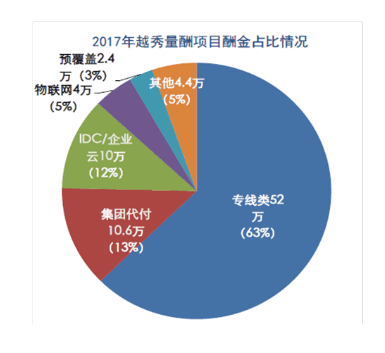 2017年越秀量酬项目酬金占比情况
预覆盖2.4
万（3%）
物联网4万
（5%）
其他4.4万
（5%）
IDC/企业
云10万
（12%）
集团代付
10.6万
（13%）
专线类52
万
（63%）